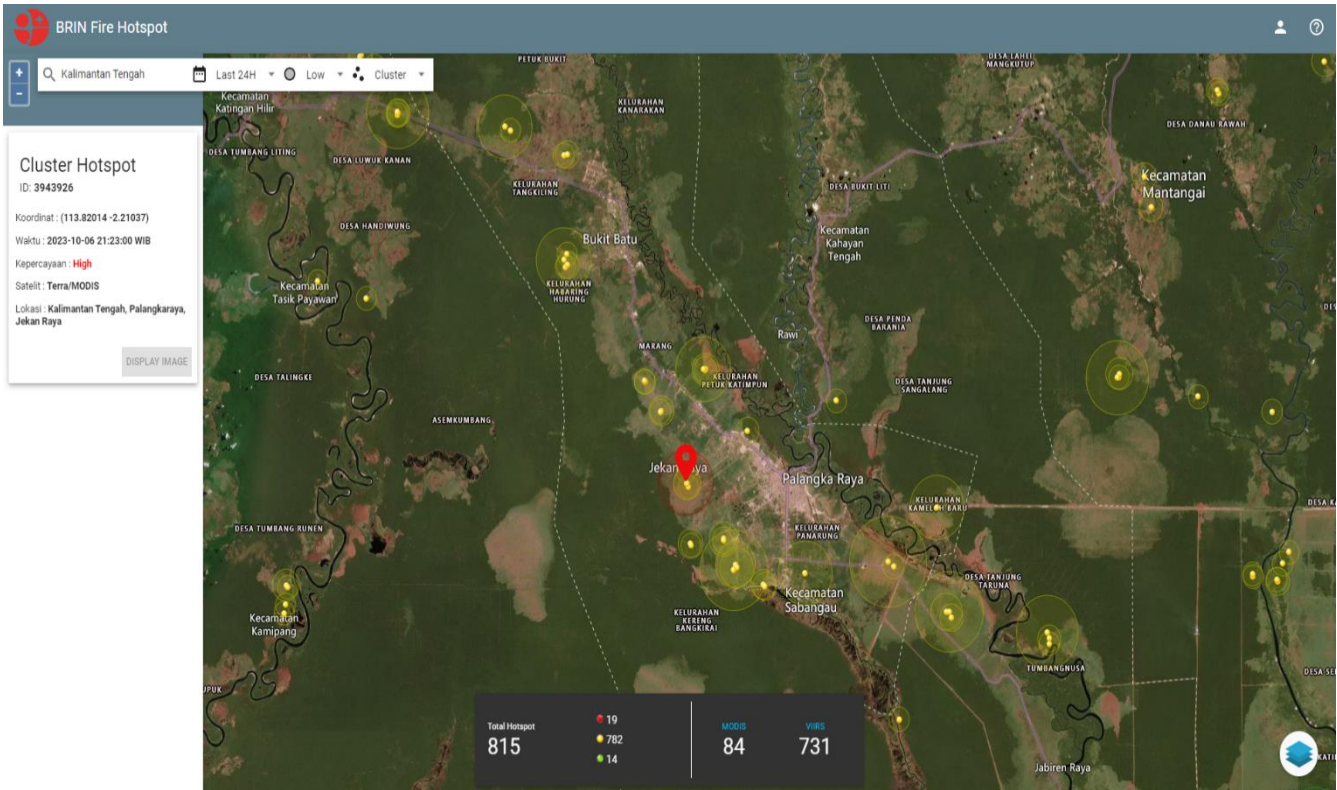 BRIN Fire Hotspot
Kalimantan Tengah
Last 24H
Low
Cluster
Cluster Hotspot
ID: 3943926
Koordinat : (113.82014 -2.21037)
Waktu : 2023-10-06 21:23:00 WIB
Kepercayaan : High
Satelit : Terra/MODIS
Lokasi : Kalimantan Tengah, Palangkaraya,
Jekan Raya
DISPLAY IMAGE
PETUK BUKIT
DESA LAHEI
MANGKUTUP
Kecamatan
Katingan Hilir
KELURAHAN
KANARAKAN
DESA DANAU RAWAH
DESA TUMBANG LITING
DESA LUWUK KANAN
Kecamatan
Mantangai
KELURAHAN
TANGKILING
DESA BUKIT LITI
DESA HANDIWUNG
Bukit Batu
Kecamatan
Kahayan
Tengah
Kecamatan
Tasik Payawan
KELURAHAN
HABARING
HURUNG
DESA PENDA
BARANIA
Rawi
MARANG
DESA TALINGKE
KELURAHAN
PETUK KATIMPUN
DESA TANJUNG
SANGALANG
ASEMKUMBANG
Palangka Raya
KELURAHAN
KAMELOH BARU
DESA TUMBANG RUNEN
KELURAHAN
PANARUNG
DESA TANJUNG
TARUNA
Kecamatan
Sabangau
Kecamatan
Kamipang
KELURAHAN
KERENG
BANGKIRAI
TUMBANGNUSA
Jabiren Raya
Total Hotspot
815
19
782
14
MODIS
84
VIIRS
731